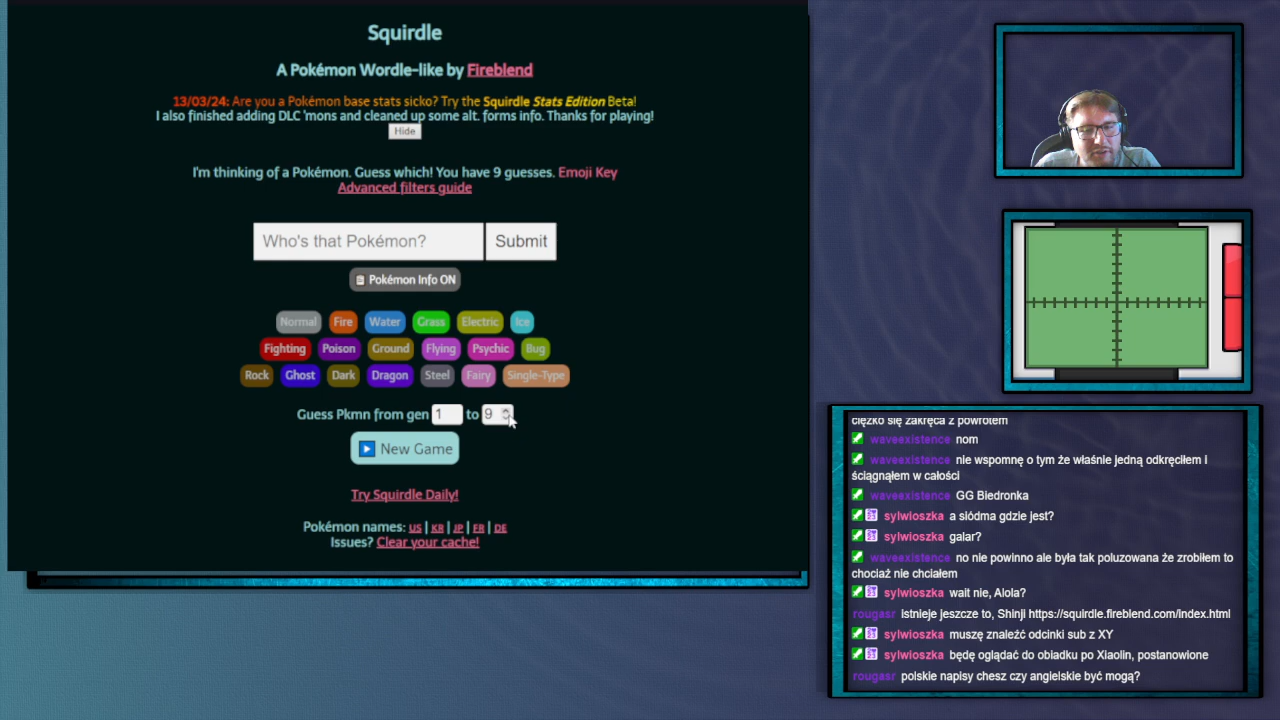 Squirdle
A Pokémon Wordle-like by Fireblend
13/03/24: Are you a Pokémon base stats sicko? Try the Squirdle Stats Edition Beta!
I also finished adding DLC 'mons and cleaned up some alt. forms info. Thanks for playing!
Hide
I'm thinking of a Pokémon. Guess which! You have 9 guesses. Emoji Key
Advanced filters guide
Who's that Pokémon? Submit
Pokémon Info ON
Normal Fire Water Grass Electric Ice
Fighting Poison Ground Flying Psychic Bug
Rock Ghost Dark Dragon Steel Fairy Single-Type
Guess Pkmn from gen 1 to 9
New Game
Try Squirdle Daily!
Pokémon names: US | KR | JP | FR | DE
Issues? Clear your cache!
ciężko się zakręca z powrotem
waveexistence nom
waveexistence nie wspomnę o tym że właśnie jedną odkręciłem i
ściągnąłem w całości
waveexistence GG Biedronka
sylwioszka a siódma gdzie jest?
sylwioszka galar?
waveexistence no nie powinno ale była tak poluzowana że zrobiłem to
chociaż nie chciałem
sylwioszka wait nie, Alola?
rougasr istnieje jeszcze to, Shinji https://squirdle.fireblend.com/index.html
sylwioszka muszę znaleźć odcinki sub z XY
sylwioszka będę oglądać do obiadku po Xiaolin, postanowione
rougasr polskie napisy chesz czy angielskie być mogą?